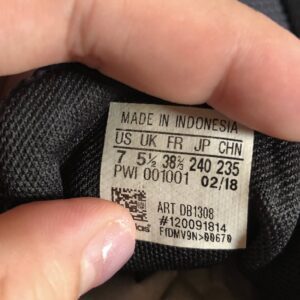 MADE IN INDONESIA
US UK FR JP CHN
7 5½ 38⅔ 240 235
PWI 001001 02/18
ART DB1308
#120091814
F(DMV9N>00670